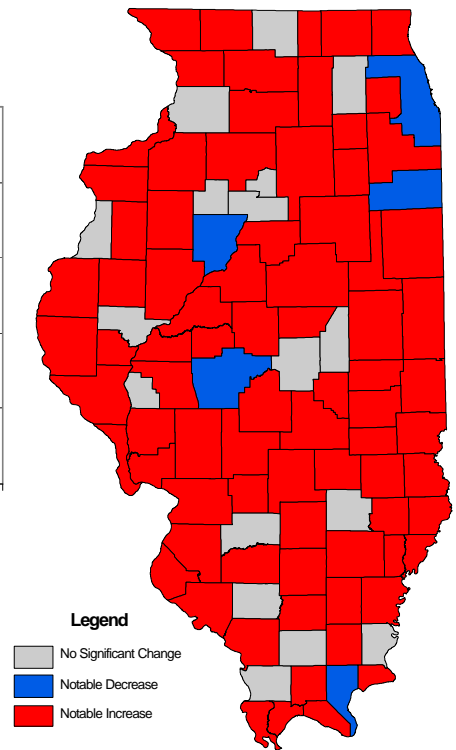 Legend
No Significant Change
Notable Decrease
Notable Increase